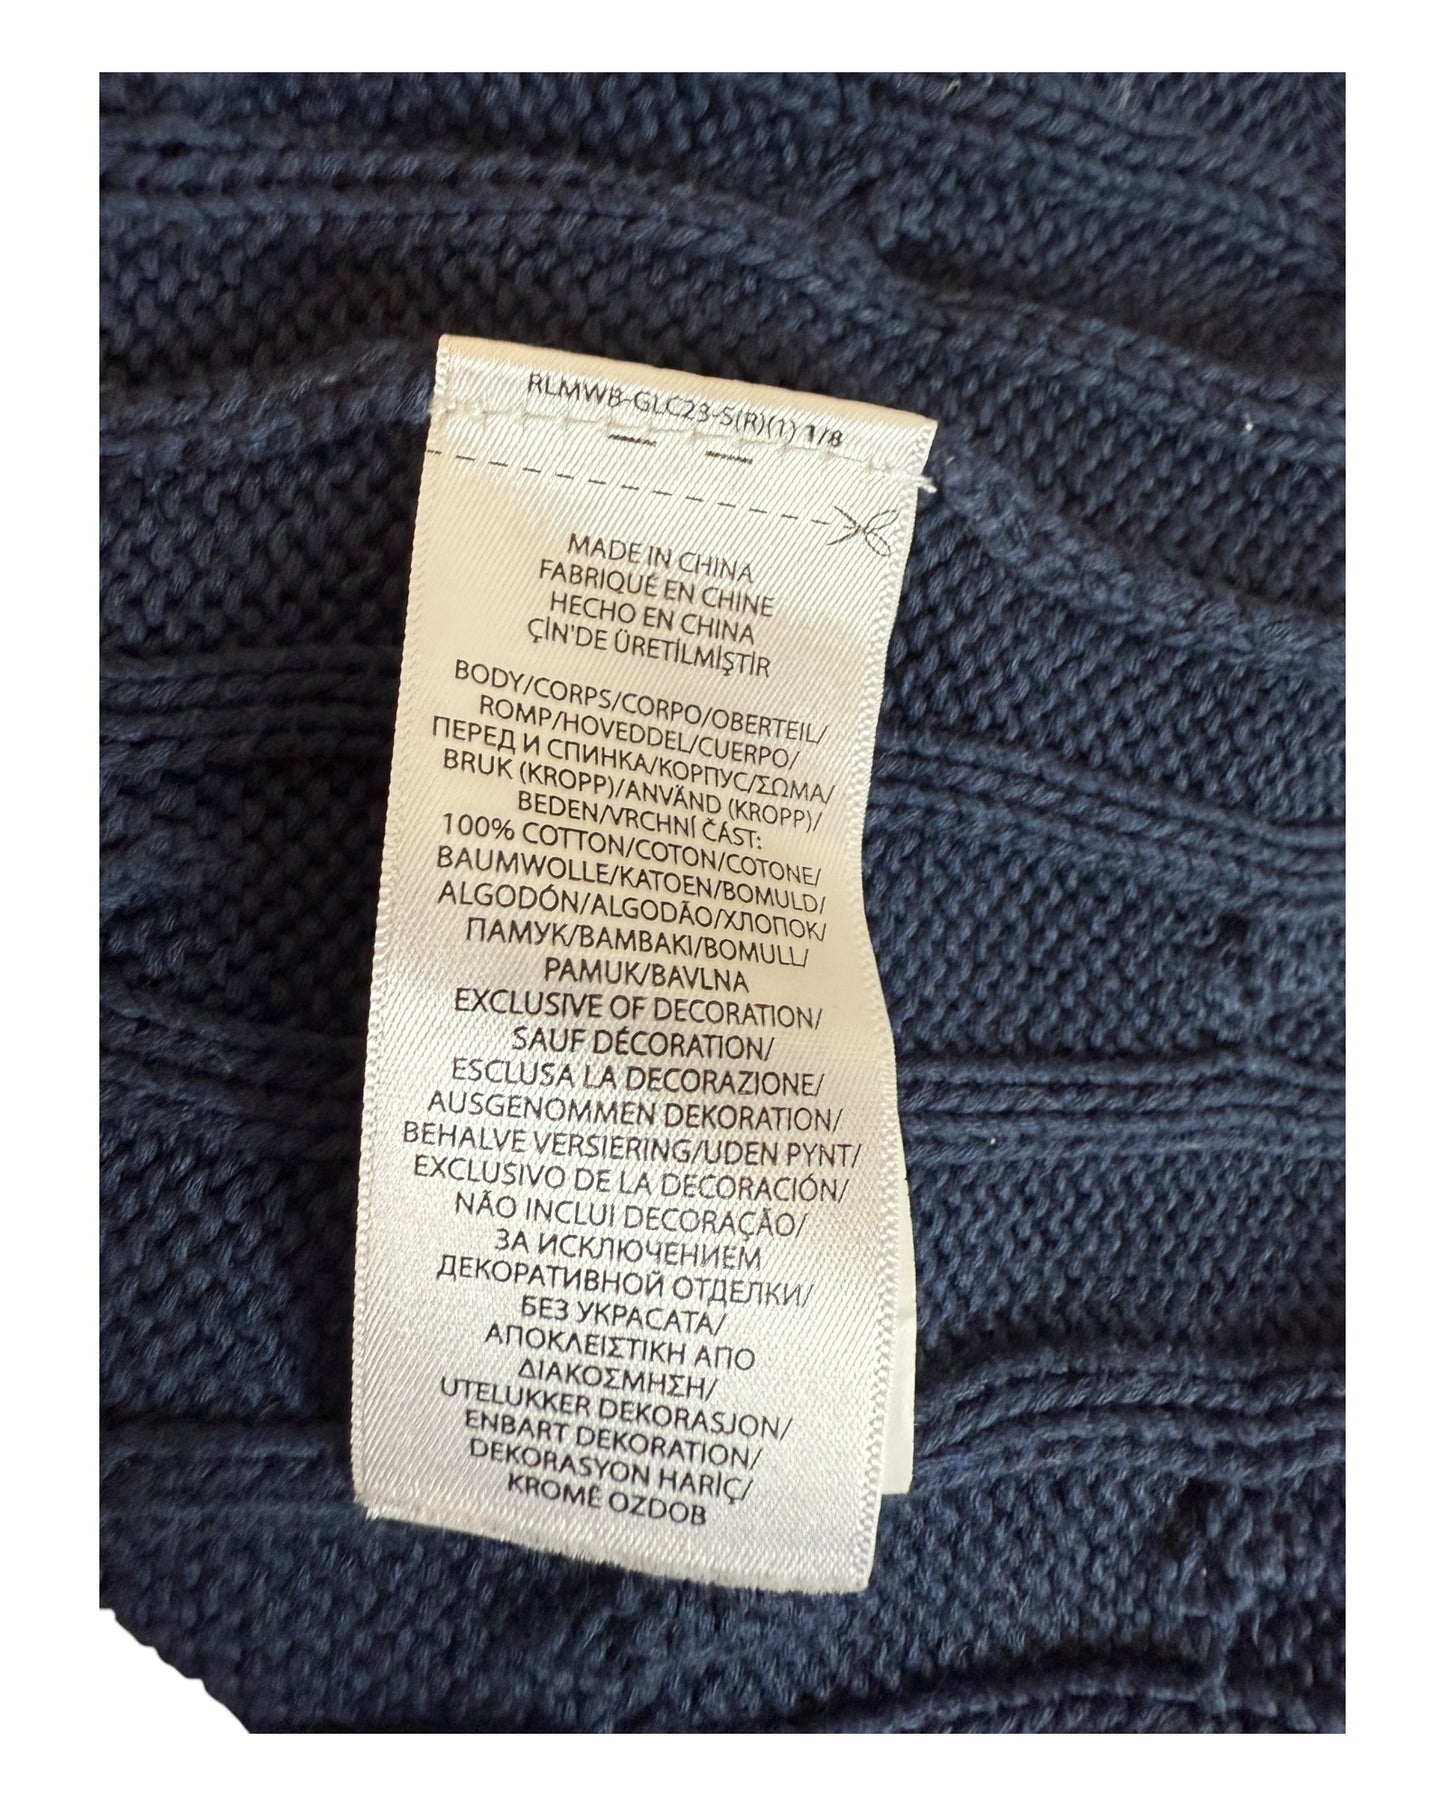 RLMWB-GLC23-S(R)(1) 1/8
MADE IN CHINA
FABRIQUÉ EN CHINE
HECHO EN CHINA
ÇİN'DE ÜRETİLMİŞTİR
BODY/CORPS/CORPO/OBERTEIL/
ROMP/HOVEDDEL/CUERPO/
ПЕРЕД И СПИНКА/КОРПУС/ΣΩΜΑ/
BRUK (KROPP)/ANVÄND (KROPP)/
BEDEN/VRCHNÍ ČÁST:
100% COTTON/COTON/COTONE/
BAUMWOLLE/KATOEN/BOMULD/
ALGODÓN/ALGODÃO/ХЛОПОК/
ПАМУК/ΒΑΜΒΑΚΙ/BOMULL/
PAMUK/BAVLNA
EXCLUSIVE OF DECORATION/
SAUF DÉCORATION/
ESCLUSA LA DECORAZIONE/
AUSGENOMMEN DEKORATION/
BEHALVE VERSIERING/UDEN PYNT/
EXCLUSIVO DE LA DECORACIÓN/
NÃO INCLUI DECORAÇÃO/
ЗА ИСКЛЮЧЕНИЕМ
ДЕКОРАТИВНОЙ ОТДЕЛКИ/
БЕЗ УКРАСАТА/
ΑΠΟΚΛΕΙΣΤΙΚΗ ΑΠΟ
ΔΙΑΚΟΣΜΗΣΗ/
UTELUKKER DEKORASJON/
ENBART DEKORATION/
DEKORASYON HARİÇ/
KROMĚ OZDOB